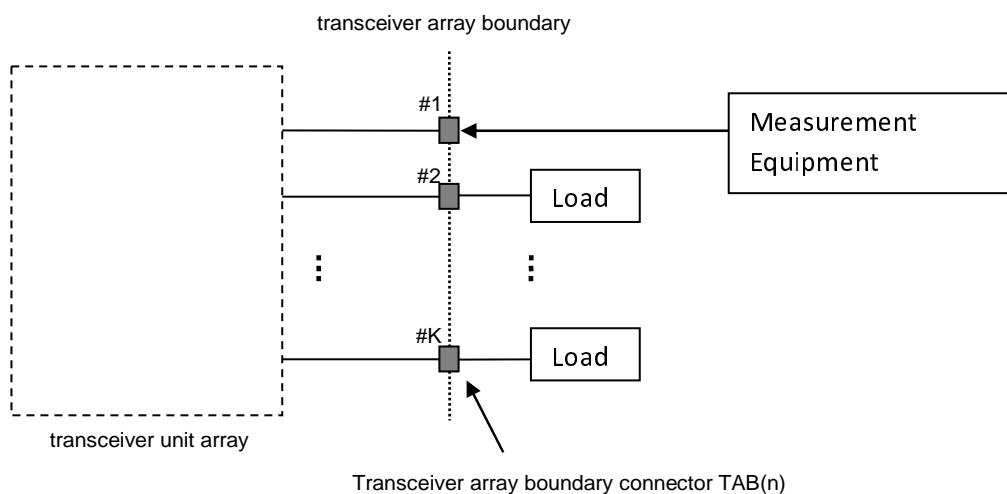 transceiver array boundary
#1
Measurement
Equipment
#2
Load
#K
Load
transceiver unit array
Transceiver array boundary connector TAB(n)